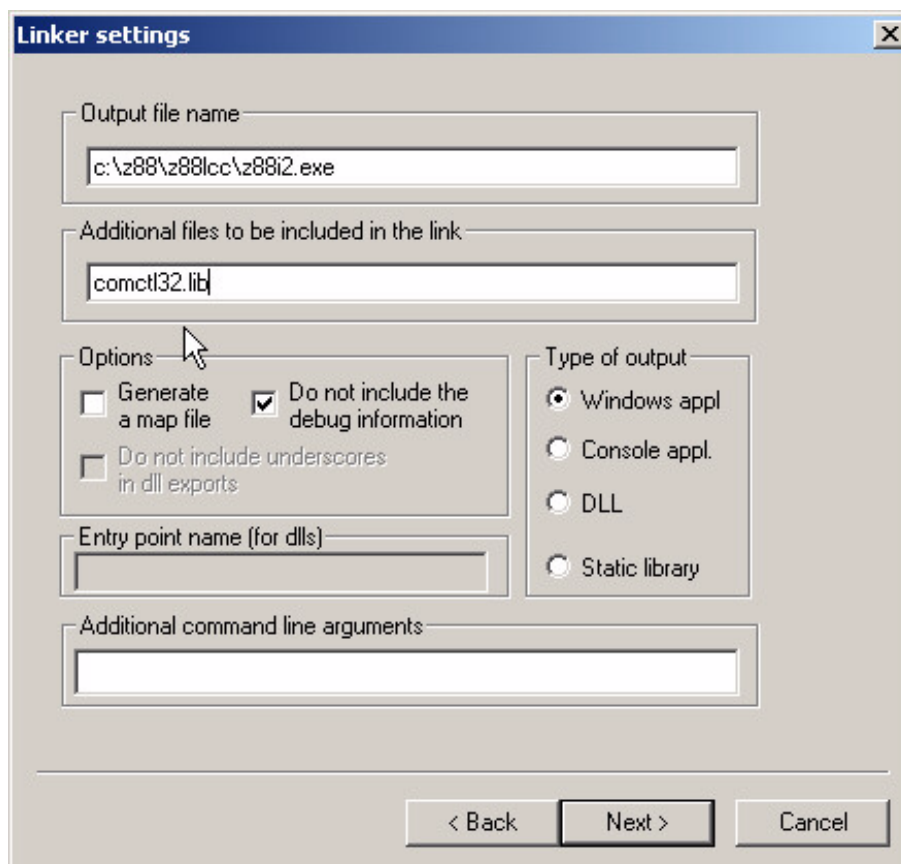 Linker settings
Output file name
c:\z88\z88lcc\z88i2.exe
Additional files to be included in the link
comctl32.lib
Options
Generate
a map file
Do not include the
debug information
Do not include underscores
in dll exports
Type of output
Windows appl
Console appl.
DLL
Static library
Entry point name (for dlls)
Additional command line arguments
< Back
Next >
Cancel